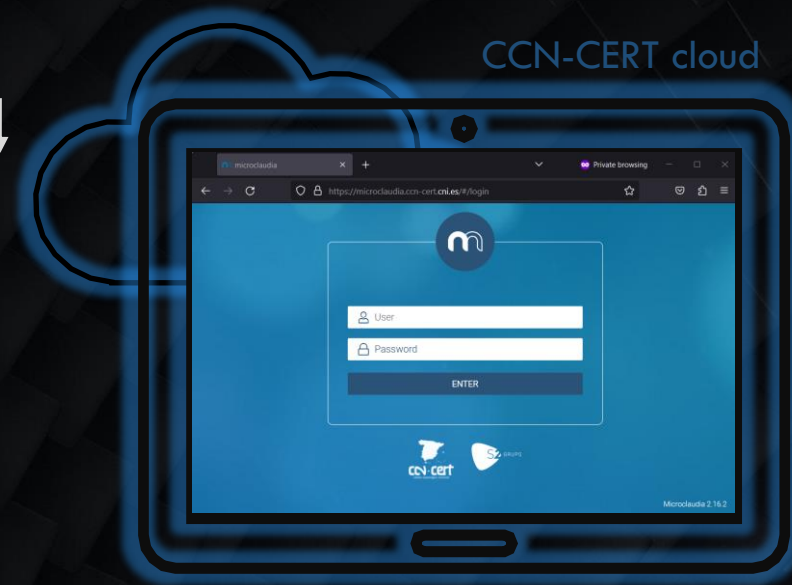 CCN-CERT cloud
microclaudia
Private browsing
https://microclaudia.ccn-cert.cni.es/#/login
User
Password
ENTER
ccn-cert
S2 GRUPO
Microclaudia 2.16.2